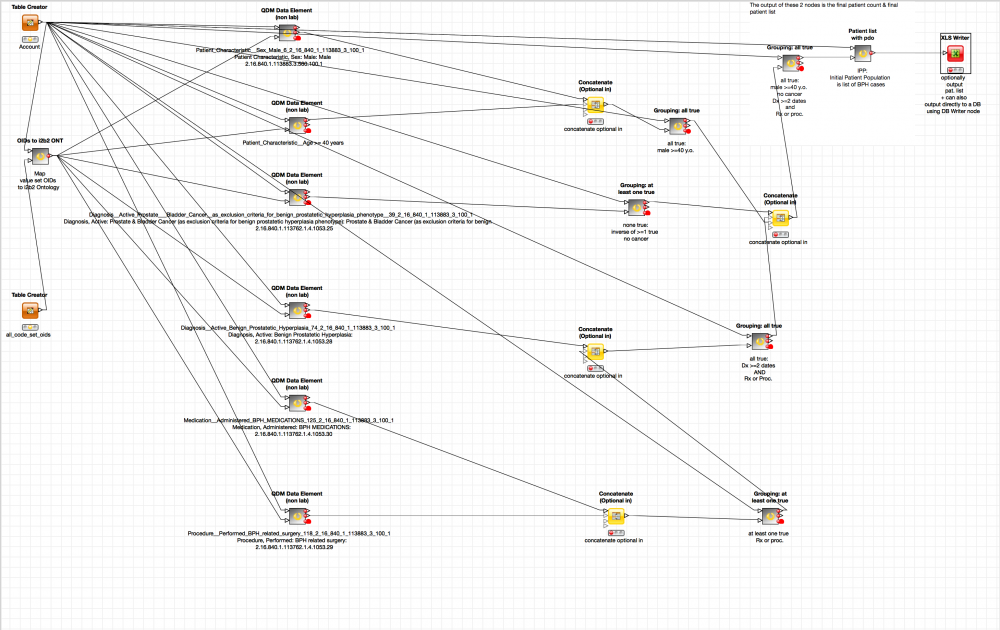 The output of these 2 nodes is the final patient count & final
patient list
Table Creator
Account
QDM Data Element
(non lab)
Patient_Characteristic__Sex_Male_6_2_16_840_1_113883_3_100_1
Patient Characteristic, Sex: Male: Male
Patient list
with pdo
IPP:
Initial Patient Population
is list of BPH cases
XLS Writer
optionally
output
pat. list
+ can also
output directly to a DB
using DB Writer node
Grouping: all true
all true:
male >=40 y.o.
no cancer
Dx >=2 dates
and
Rx or proc.
Concatenate
(Optional in)
concatenate optional in
QDM Data Element
(non lab)
Patient_Characteristic__Age >= 40 years
Grouping: all true
all true:
male >=40 y.o.
OIDs to i2b2 ONT
Map
value set OIDs
to i2b2 Ontology
QDM Data Element
(non lab)
Diagnosis__Active_Prostate__Bladder_Cancer__as_exclusion_criteria_for_benign_prostatetic_hyperplasia_phenotype__39_2_16_840_1_113883_3_100_1
Diagnosis, Active: Prostate & Bladder Cancer (as exclusion criteria for benign prostatetic hyperplasia phenotype): Prostate & Bladder Cancer (as exclusion criteria for benign
2.16.840.1.113762.1.4.1053.25
Grouping: at
least one true
none true:
inverse of >=1 true
no cancer
Concatenate
(Optional in)
concatenate optional in
Table Creator
all_code_set_oids
QDM Data Element
(non lab)
Diagnosis__Active_Benign_Prostatetic_Hyperplasia_74_2_16_840_1_113883_3_100_1
Diagnosis, Active: Benign Prostatetic Hyperplasia:
2.16.840.1.113762.1.4.1053.28
Concatenate
(Optional in)
concatenate optional in
Grouping: all true
all true:
Dx >=2 dates
AND
Rx or Proc.
QDM Data Element
(non lab)
Medication__Administered_BPH_MEDICATIONS_125_2_16_840_1_113883_3_100_1
Medication, Administered: BPH MEDICATIONS:
2.16.840.1.113762.1.4.1053.30
QDM Data Element
(non lab)
Procedure__Performed_BPH_related_surgery_118_2_16_840_1_113883_3_100_1
Procedure, Performed: BPH related surgery:
2.16.840.1.113762.1.4.1053.29
Concatenate
(Optional in)
concatenate optional in
Grouping: at
least one true
at least one true
Rx or proc.